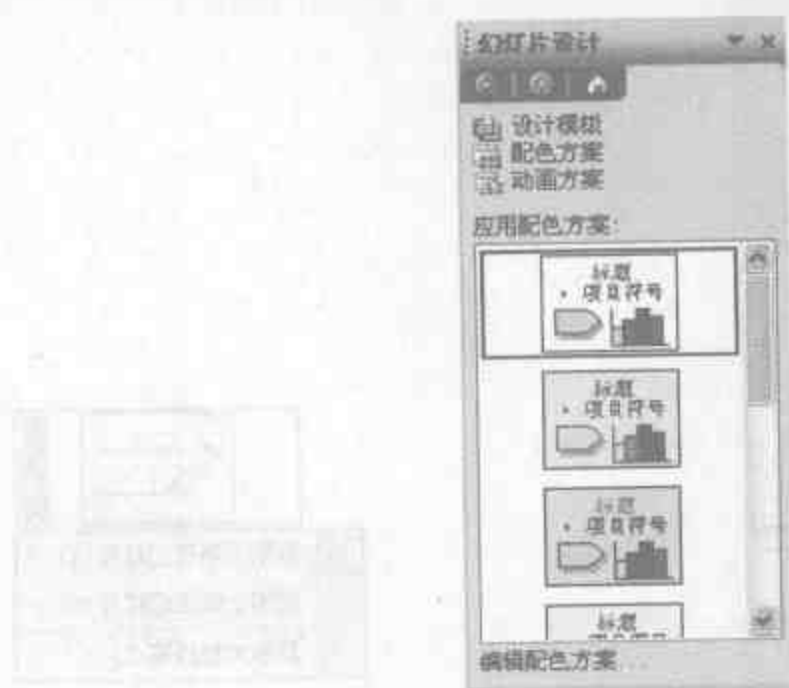 幻灯片设计
设计模板
配色方案
动画方案
应用配色方案:
标题
• 项目符号
标题
• 项目符号
标题
• 项目符号
标题
编辑配色方案...